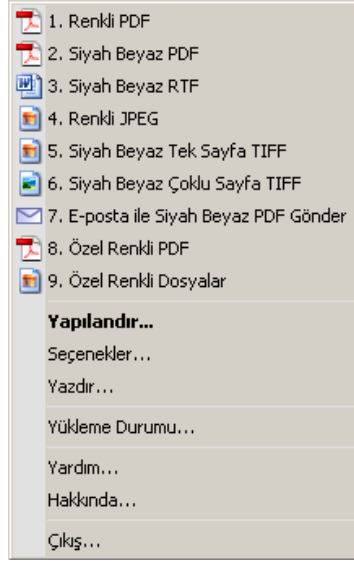 1. Renkli PDF
2. Siyah Beyaz PDF
3. Siyah Beyaz RTF
4. Renkli JPEG
5. Siyah Beyaz Tek Sayfa TIFF
6. Siyah Beyaz Çoklu Sayfa TIFF
7. E-posta ile Siyah Beyaz PDF Gönder
8. Özel Renkli PDF
9. Özel Renkli Dosyalar
Yapılandır...
Seçenekler...
Yazdır...
Yükleme Durumu...
Yardım...
Hakkında...
Çıkış...